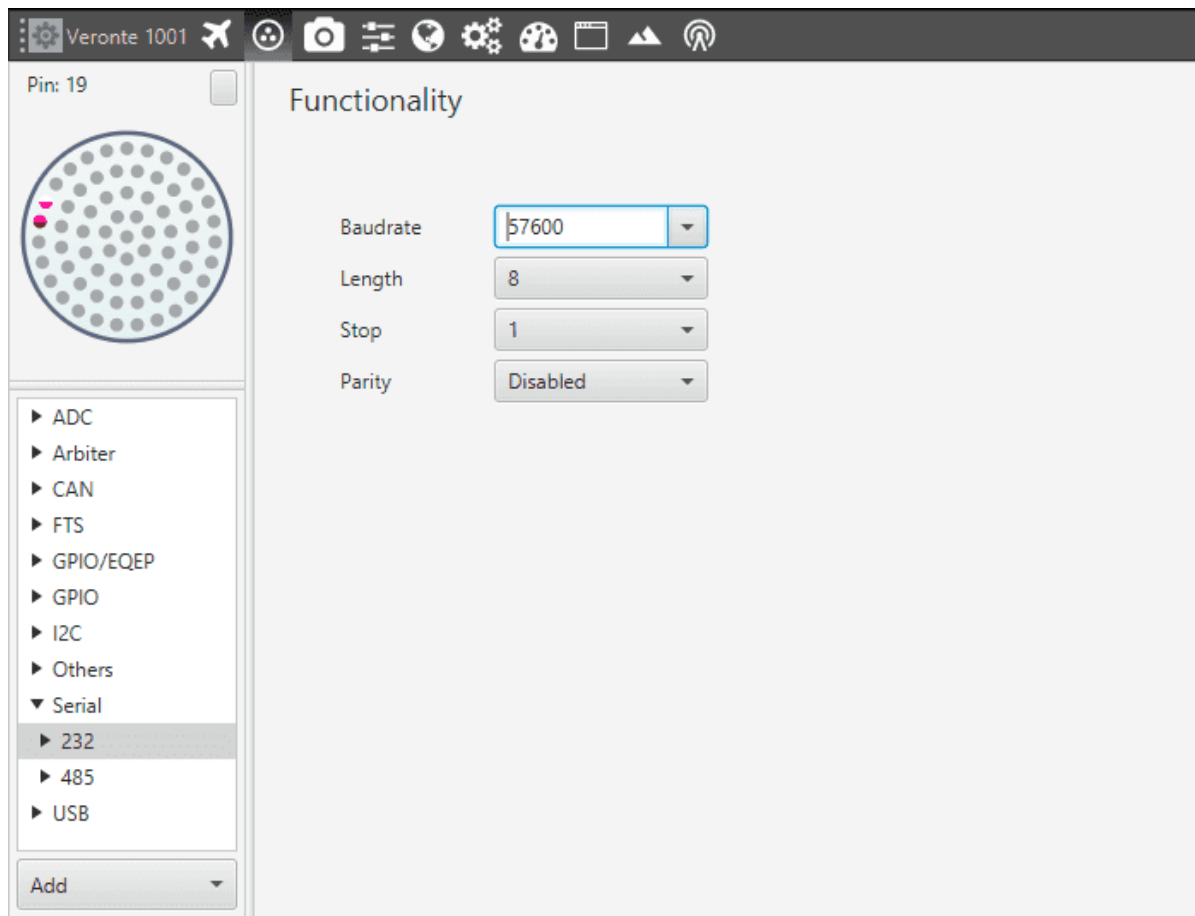 Veronte 1001
Pin: 19
Functionality
Baudrate 57600
Length 8
Stop 1
Parity Disabled
ADC
Arbiter
CAN
FTS
GPIO/EQEP
GPIO
I2C
Others
Serial
232
485
USB
Add